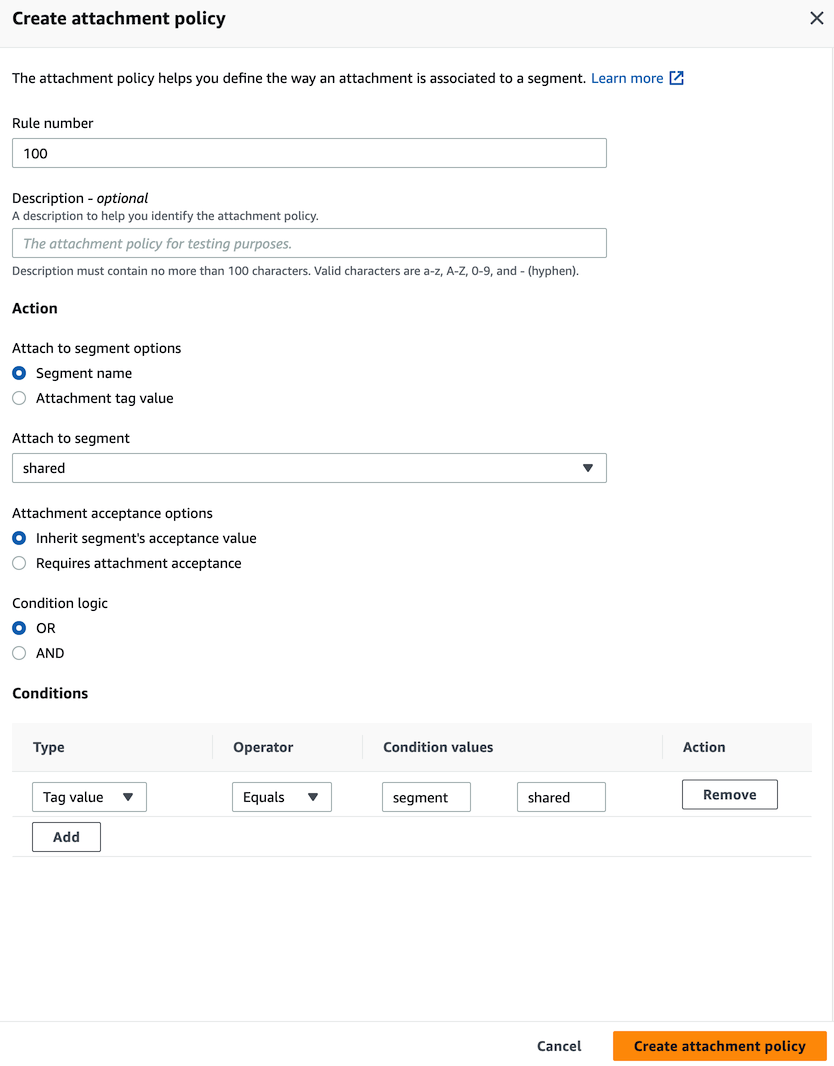 Create attachment policy
The attachment policy helps you define the way an attachment is associated to a segment. Learn more
Rule number
100
Description - optional
A description to help you identify the attachment policy.
The attachment policy for testing purposes.
Description must contain no more than 100 characters. Valid characters are a-z, A-Z, 0-9, and - (hyphen).
Action
Attach to segment options
Segment name
Attachment tag value
Attach to segment
shared
Attachment acceptance options
Inherit segment's acceptance value
Requires attachment acceptance
Condition logic
OR
AND
Conditions
Type Operator Condition values Action
Tag value Equals segment shared Remove
Add
Cancel Create attachment policy